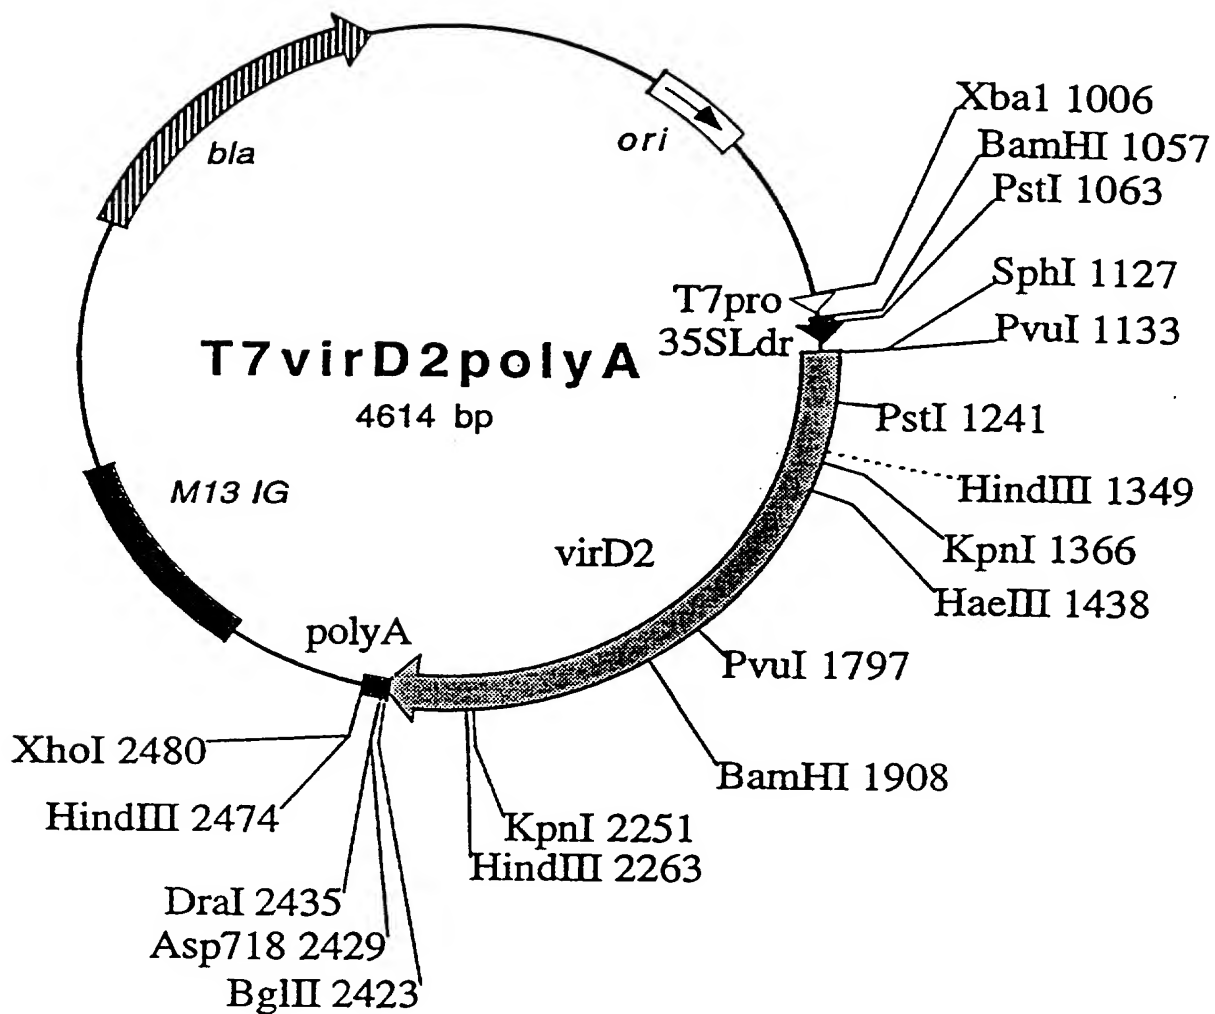 bla
ori
Xba1 1006
BamHI 1057
PstI 1063
SphI 1127
PvuI 1133
T7pro
35SLdr
T7virD2polyA
4614 bp
PstI 1241
HindIII 1349
KpnI 1366
HaeIII 1438
M13 IG
virD2
polyA
PvuI 1797
BamHI 1908
XhoI 2480
HindIII 2474
KpnI 2251
HindIII 2263
DraI 2435
Asp718 2429
BglII 2423